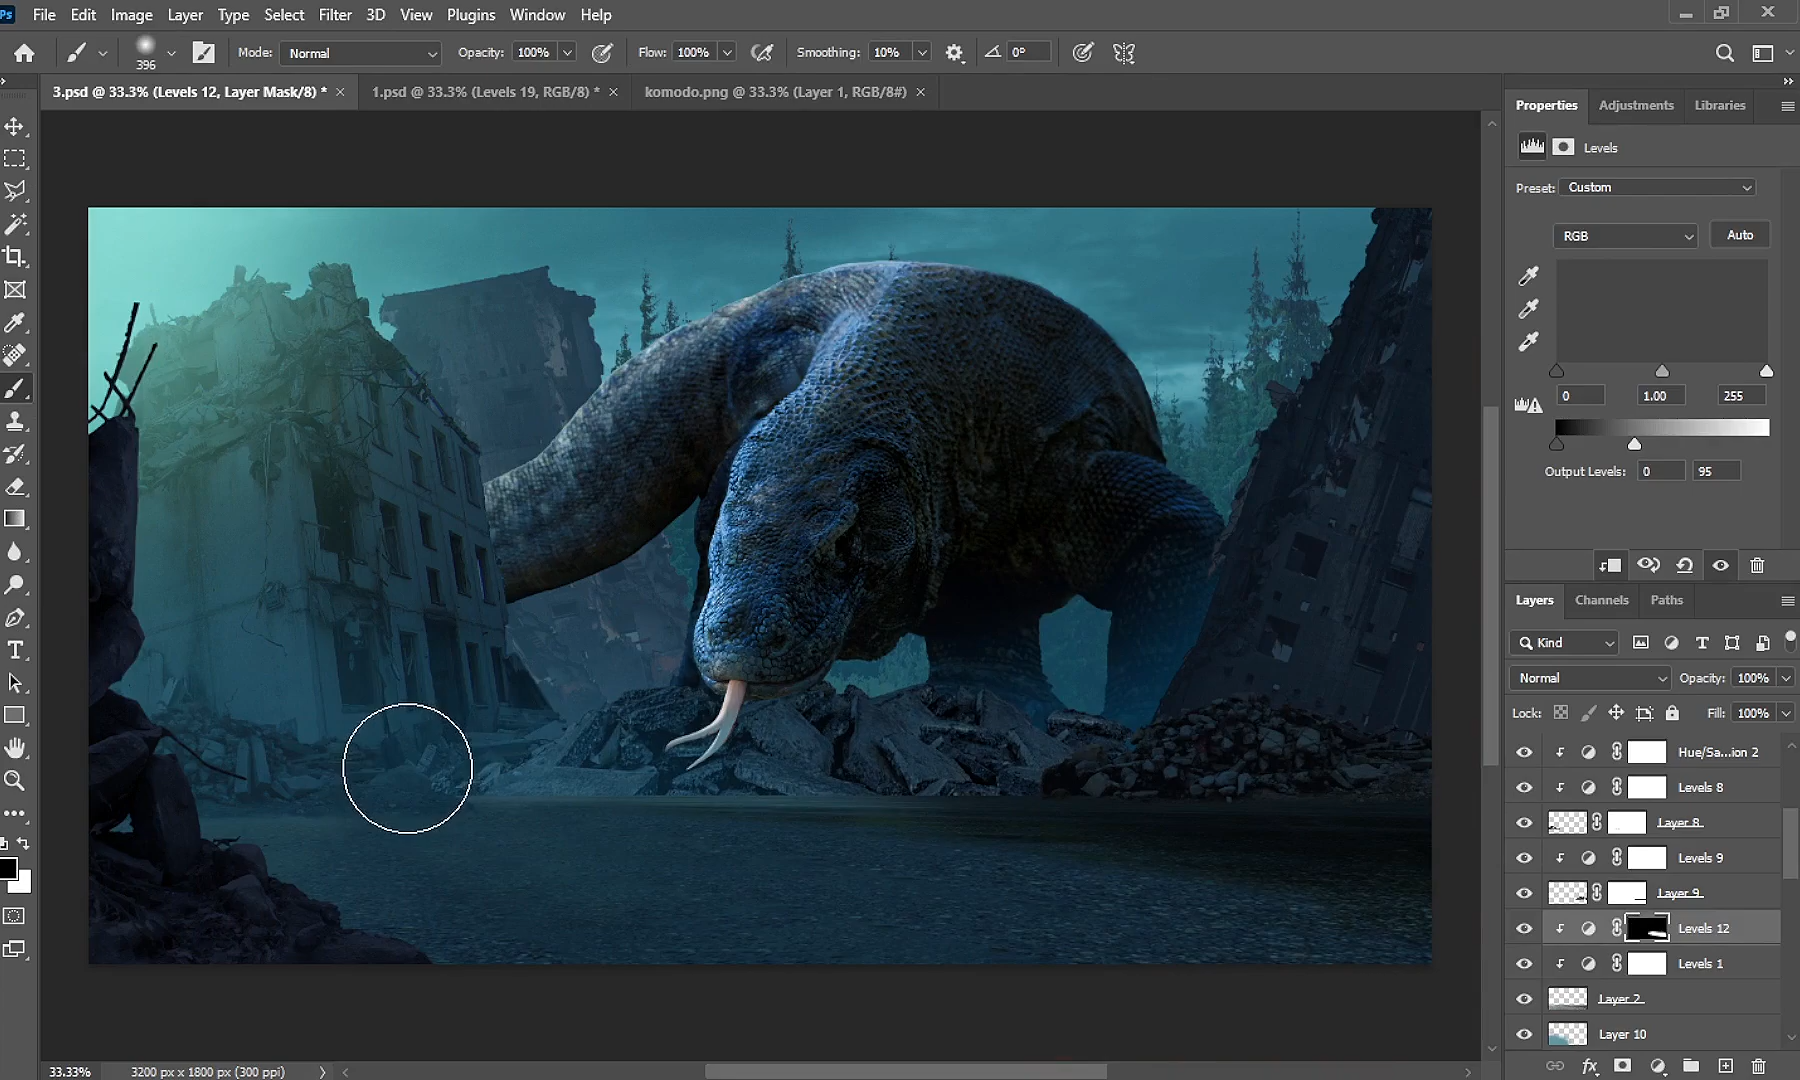 Ps File Edit Image Layer Type Select Filter 3D View Plugins Window Help
396 Mode: Normal Opacity: 100% Flow: 100% Smoothing: 10% 0°
3.psd @ 33.3% (Levels 12, Layer Mask/8) * 1.psd @ 33.3% (Levels 19, RGB/8) * komodo.png @ 33.3% (Layer 1, RGB/8#)
Properties Adjustments Libraries
Levels
Preset: Custom
RGB Auto
0 1.00 255
Output Levels: 0 95
Layers Channels Paths
Kind
Normal Opacity: 100%
Lock: Fill: 100%
Hue/Sa...ion 2
Levels 8
Layer 8
Levels 9
Layer 9
Levels 12
Levels 1
Layer 2
Layer 10
33.33% 3200 px x 1800 px (300 ppi)